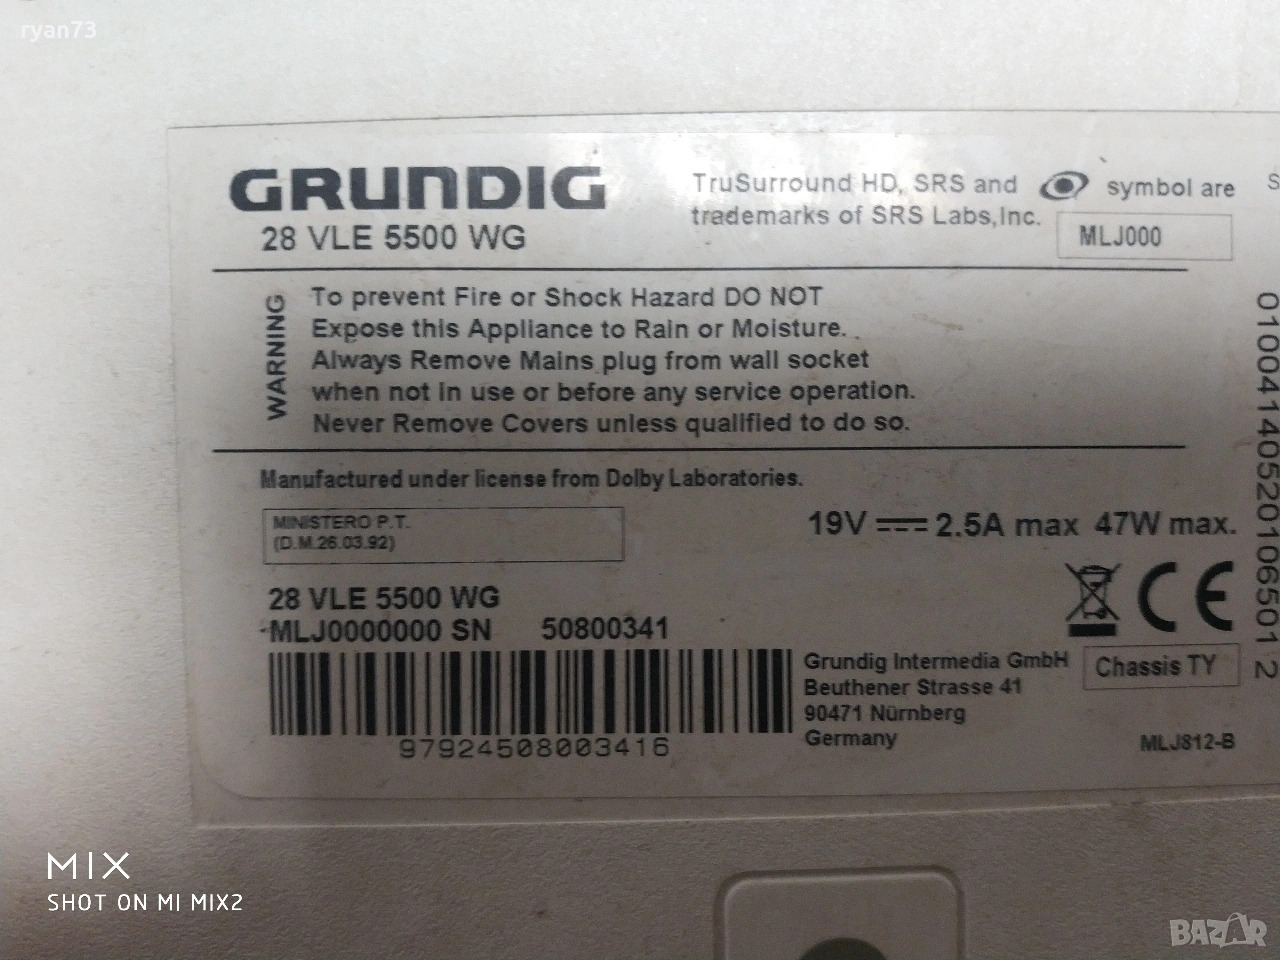 ryan73
GRUNDIG
28 VLE 5500 WG
TruSurround HD, SRS and symbol are
trademarks of SRS Labs,Inc.
MLJ000
S
WARNING
To prevent Fire or Shock Hazard DO NOT
Expose this Appliance to Rain or Moisture.
Always Remove Mains plug from wall socket
when not in use or before any service operation.
Never Remove Covers unless qualified to do so.
Manufactured under license from Dolby Laboratories.
MINISTERO P.T.
(D.M.26.03.92)
19V 2.5A max 47W max.
28 VLE 5500 WG
MLJ0000000 SN 50800341
97924508003416
Grundig Intermedia GmbH
Beuthener Strasse 41
90471 Nürnberg
Germany
CE
Chassis TY
MLJ812-B
01004140520106501 2
MIX
SHOT ON MI MIX2
BAZAR